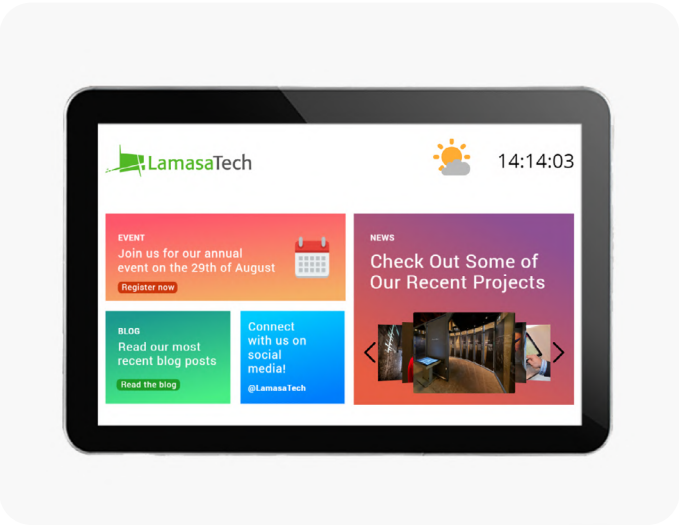 LamasaTech
14:14:03
EVENT
Join us for our annual
event on the 29th of August
Register now
NEWS
Check Out Some of
Our Recent Projects
BLOG
Read our most
recent blog posts
Read the blog
Connect
with us on
social
media!
@LamasaTech